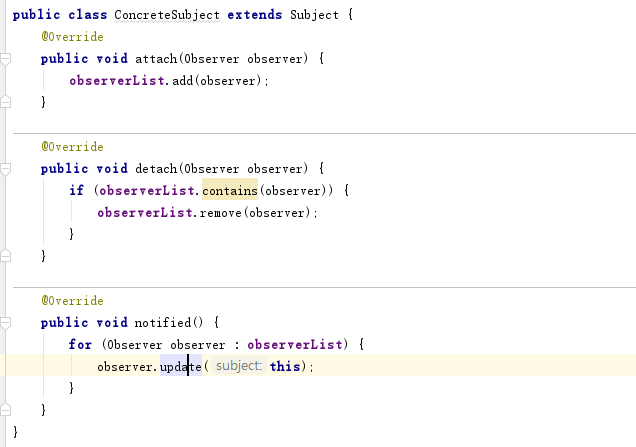 public class ConcreteSubject extends Subject {
@Override
public void attach(Observer observer) {
observerList.add(observer);
}
@Override
public void detach(Observer observer) {
if (observerList.contains(observer)) {
observerList.remove(observer);
}
}
@Override
public void notified() {
for (Observer observer : observerList) {
observer.update( subject: this);
}
}
}